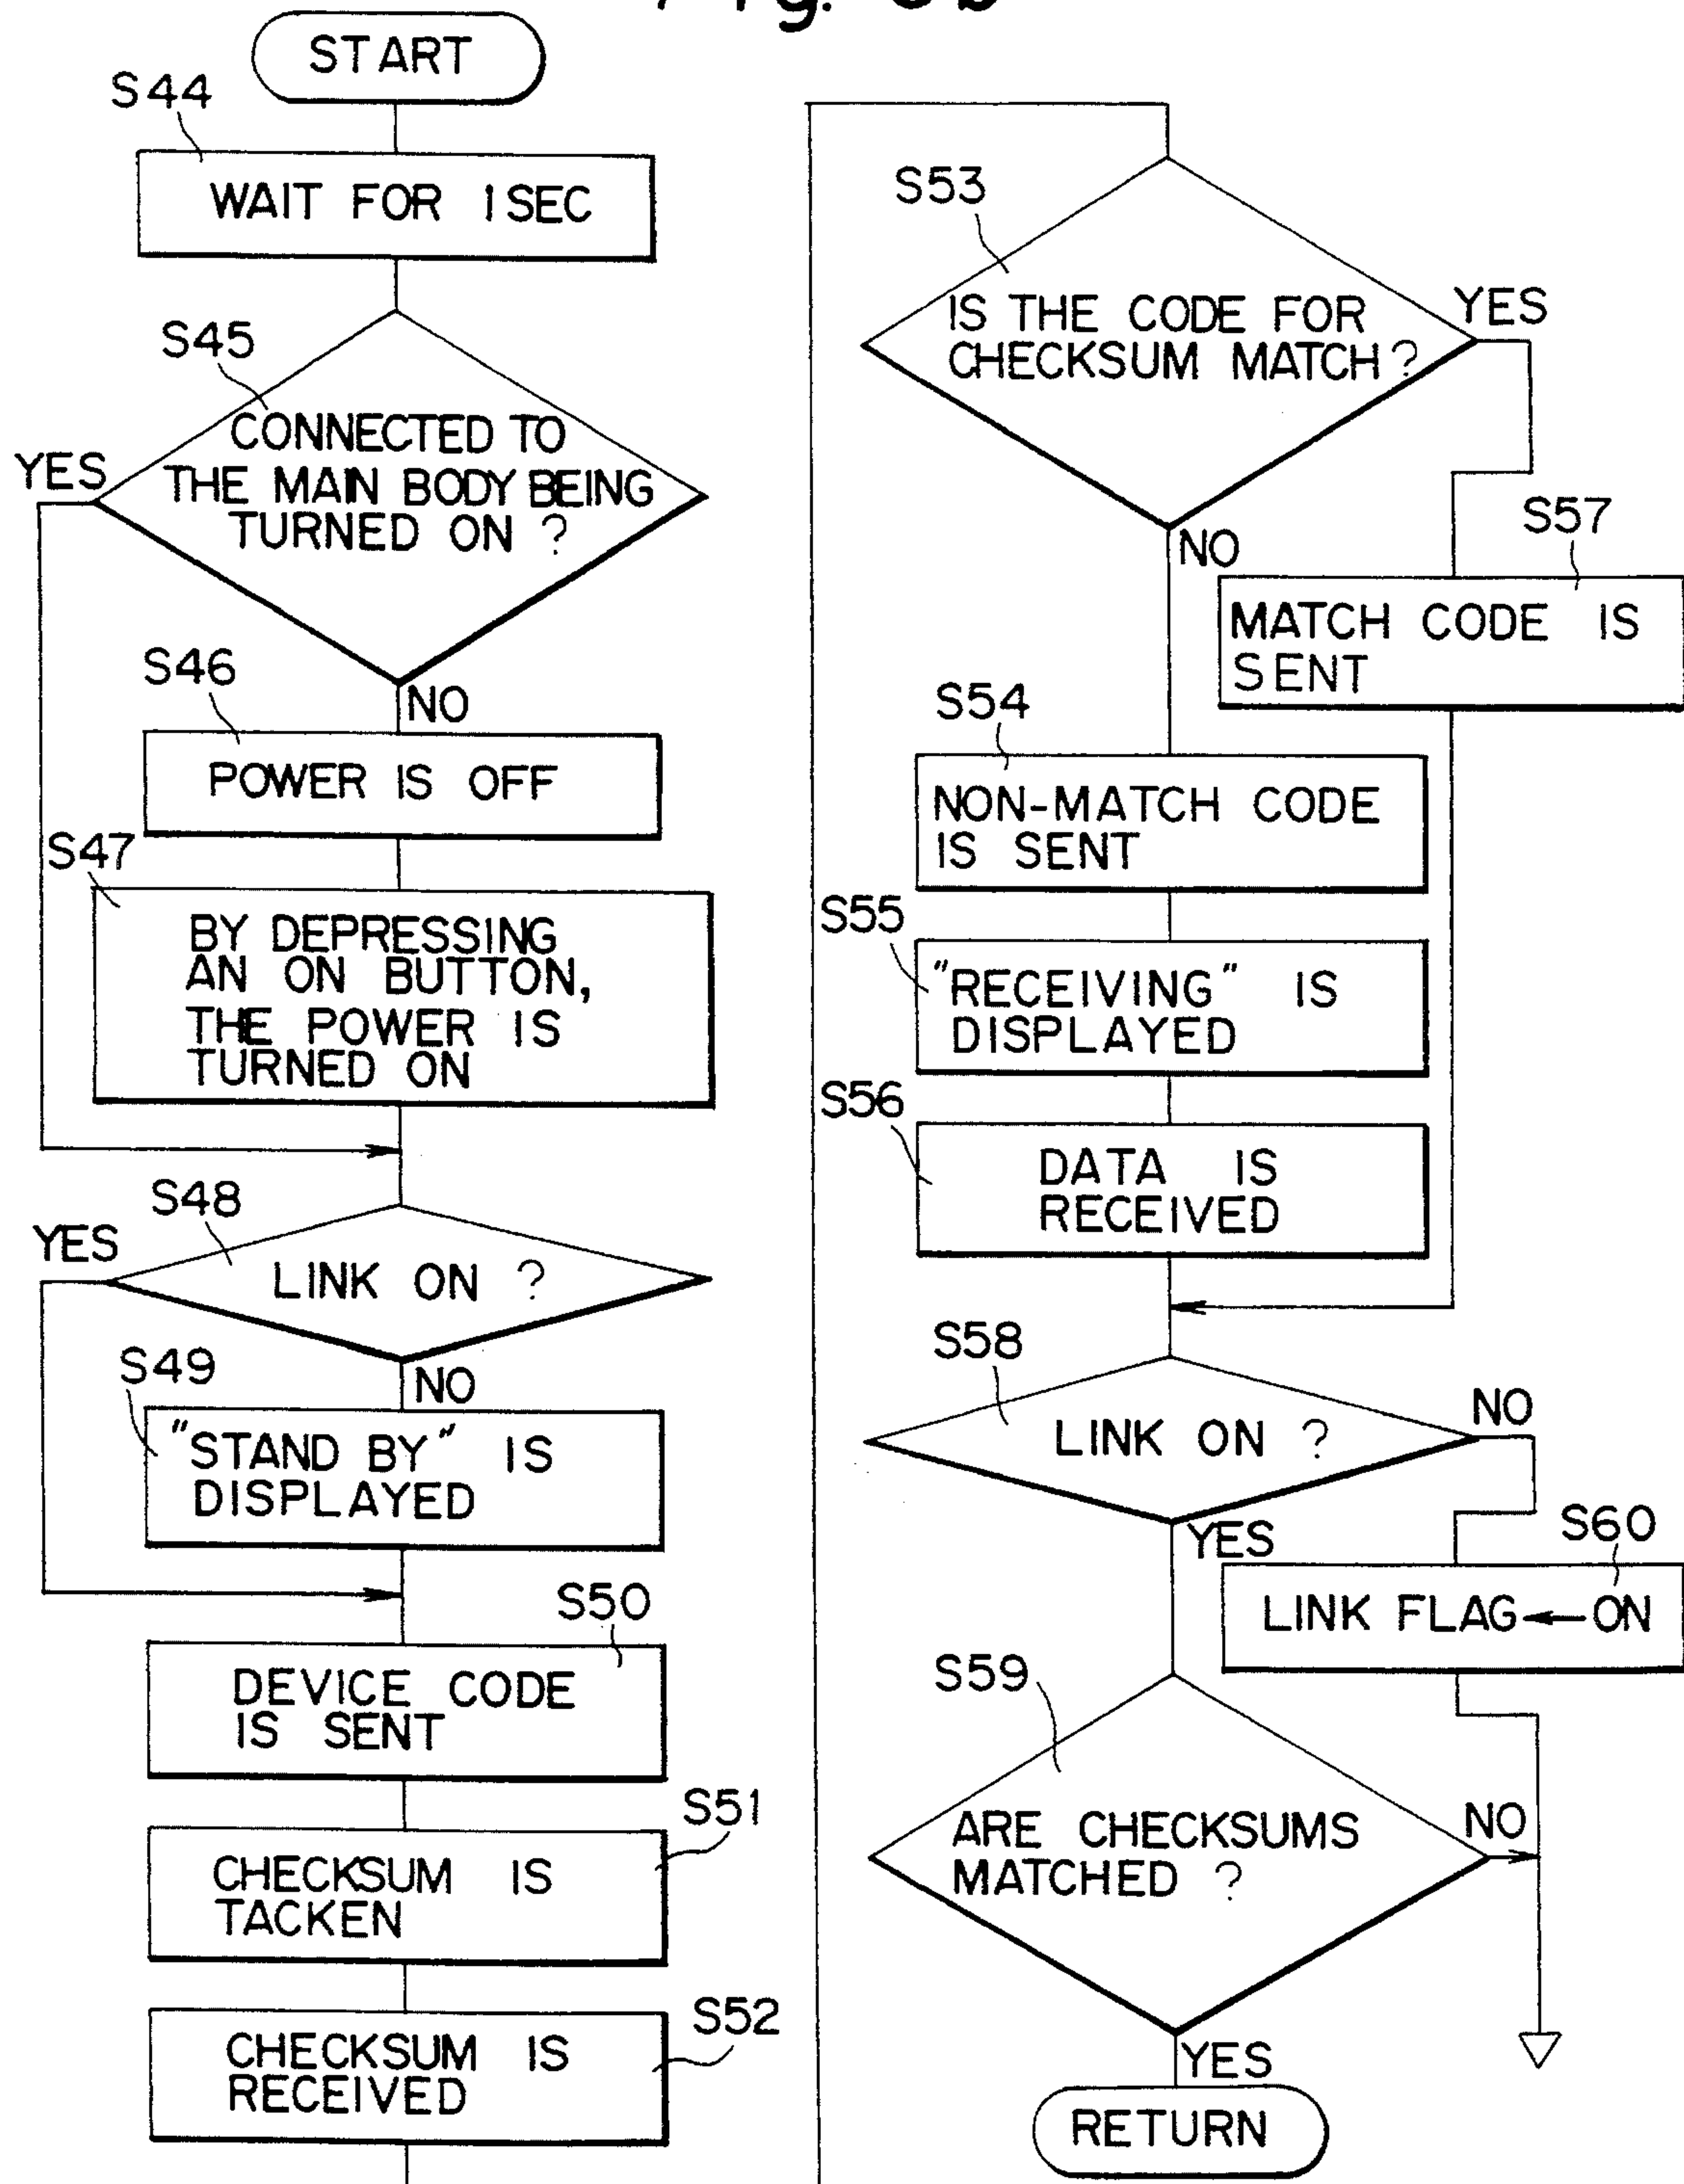 START
S44
WAIT FOR 1 SEC
S45
CONNECTED TO
THE MAIN BODY BEING
TURNED ON ?
YES
NO
S46
POWER IS OFF
S47
BY DEPRESSING
AN ON BUTTON,
THE POWER IS
TURNED ON
S48
YES
LINK ON ?
NO
S49
"STAND BY" IS
DISPLAYED
S50
DEVICE CODE
IS SENT
S51
CHECKSUM IS
TACKEN
S52
CHECKSUM IS
RECEIVED
S53
IS THE CODE FOR
CHECKSUM MATCH ?
YES
NO
S57
MATCH CODE IS
SENT
S54
NON-MATCH CODE
IS SENT
S55
"RECEIVING" IS
DISPLAYED
S56
DATA IS
RECEIVED
S58
LINK ON ?
NO
YES
S60
LINK FLAG ← ON
S59
ARE CHECKSUMS
MATCHED ?
NO
YES
RETURN